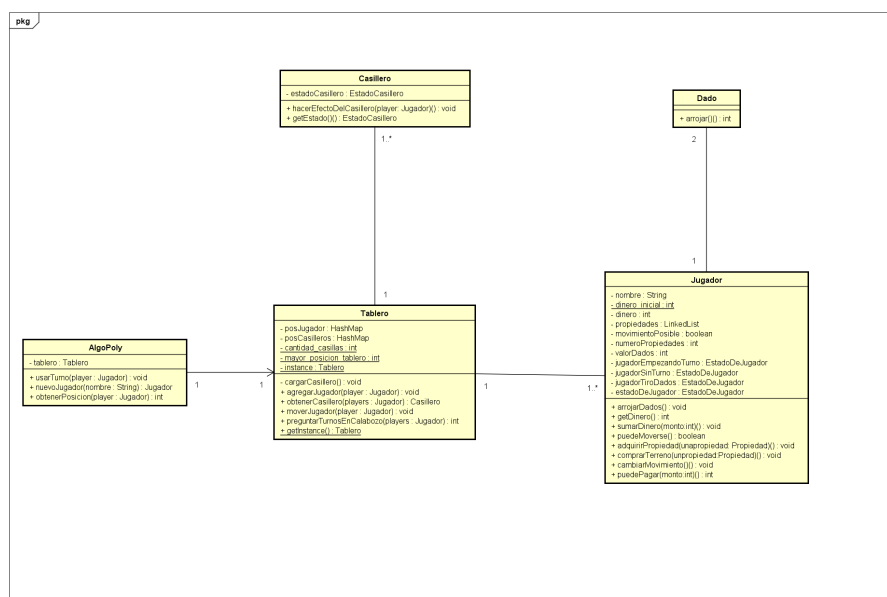 pkg
Casillero
- estadoCasillero : EstadoCasillero
+ hacerEfectoDelCasillero(player: Jugador)() : void
+ getEstado()() : EstadoCasillero
1..*
1
Dado
+ arrojar()() : int
2
1
AlgoPoly
- tablero : Tablero
+ usarTurno(player : Jugador) : void
+ nuevoJugador(nombre : String) : Jugador
+ obtenerPosicion(player : Jugador) : int
1
1
Tablero
- posJugador : HashMap
- posCasilleros : HashMap
- cantidad_casillas : int
- mayor_posicion_tablero : int
- instance : Tablero
- cargarCasillero() : void
+ agregarJugador(player : Jugador) : void
+ obtenerCasillero(players : Jugador) : Casillero
+ moverJugador(player : Jugador) : void
+ preguntarTurnosEnCalabozo(players : Jugador) : int
+ getInstance() : Tablero
1
1..*
Jugador
- nombre : String
- dinero_inicial : int
- dinero : int
- propiedades : LinkedList
- movimientoPosible : boolean
- numeroPropiedades : int
- valorDados : int
- jugadorEmpezandoTurno : EstadoDeJugador
- jugadorSinTurno : EstadoDeJugador
- jugadorTiroDados : EstadoDeJugador
- estadoDeJugador : EstadoDeJugador
+ arrojarDados() : void
+ getDinero() : int
+ sumarDinero(monto:int)() : void
+ puedeMoverse() : boolean
+ adquirirPropiedad(unapropiedad: Propiedad)() : void
+ comprarTerreno(unpropiedad:Propiedad)() : void
+ cambiarMovimiento()() : void
+ puedePagar(monto:int)() : int